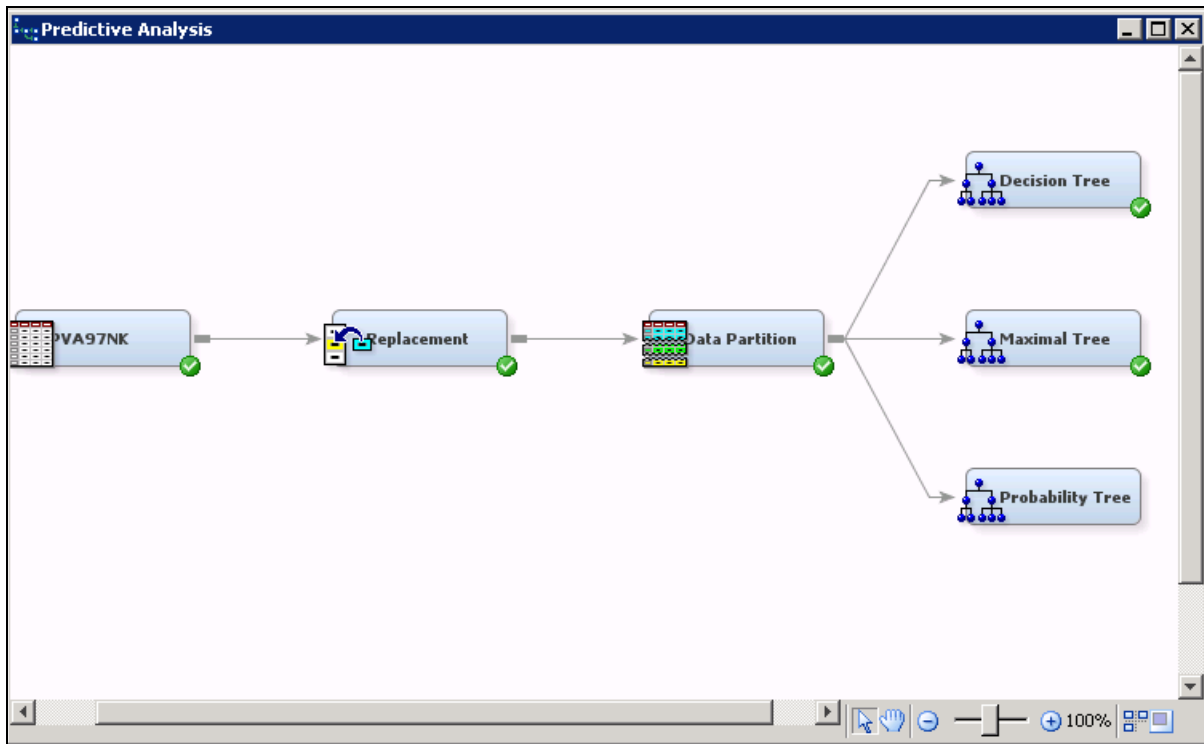 Predictive Analysis
Decision Tree
PVA97NK
Replacement
Data Partition
Maximal Tree
Probability Tree
100%